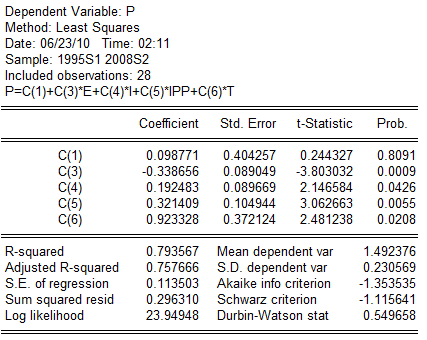 Dependent Variable: P
Method: Least Squares
Date: 06/23/10 Time: 02:11
Sample: 1995S1 2008S2
Included observations: 28
P=C(1)+C(3)*E+C(4)*I+C(5)*IPP+C(6)*T
Coefficient Std. Error t-Statistic Prob.
C(1) 0.098771 0.404257 0.244327 0.8091
C(3) -0.338656 0.089049 -3.803032 0.0009
C(4) 0.192483 0.089669 2.146584 0.0426
C(5) 0.321409 0.104944 3.062663 0.0055
C(6) 0.923328 0.372124 2.481238 0.0208
R-squared 0.793567 Mean dependent var 1.492376
Adjusted R-squared 0.757666 S.D. dependent var 0.230569
S.E. of regression 0.113503 Akaike info criterion -1.353535
Sum squared resid 0.296310 Schwarz criterion -1.115641
Log likelihood 23.94948 Durbin-Watson stat 0.549658